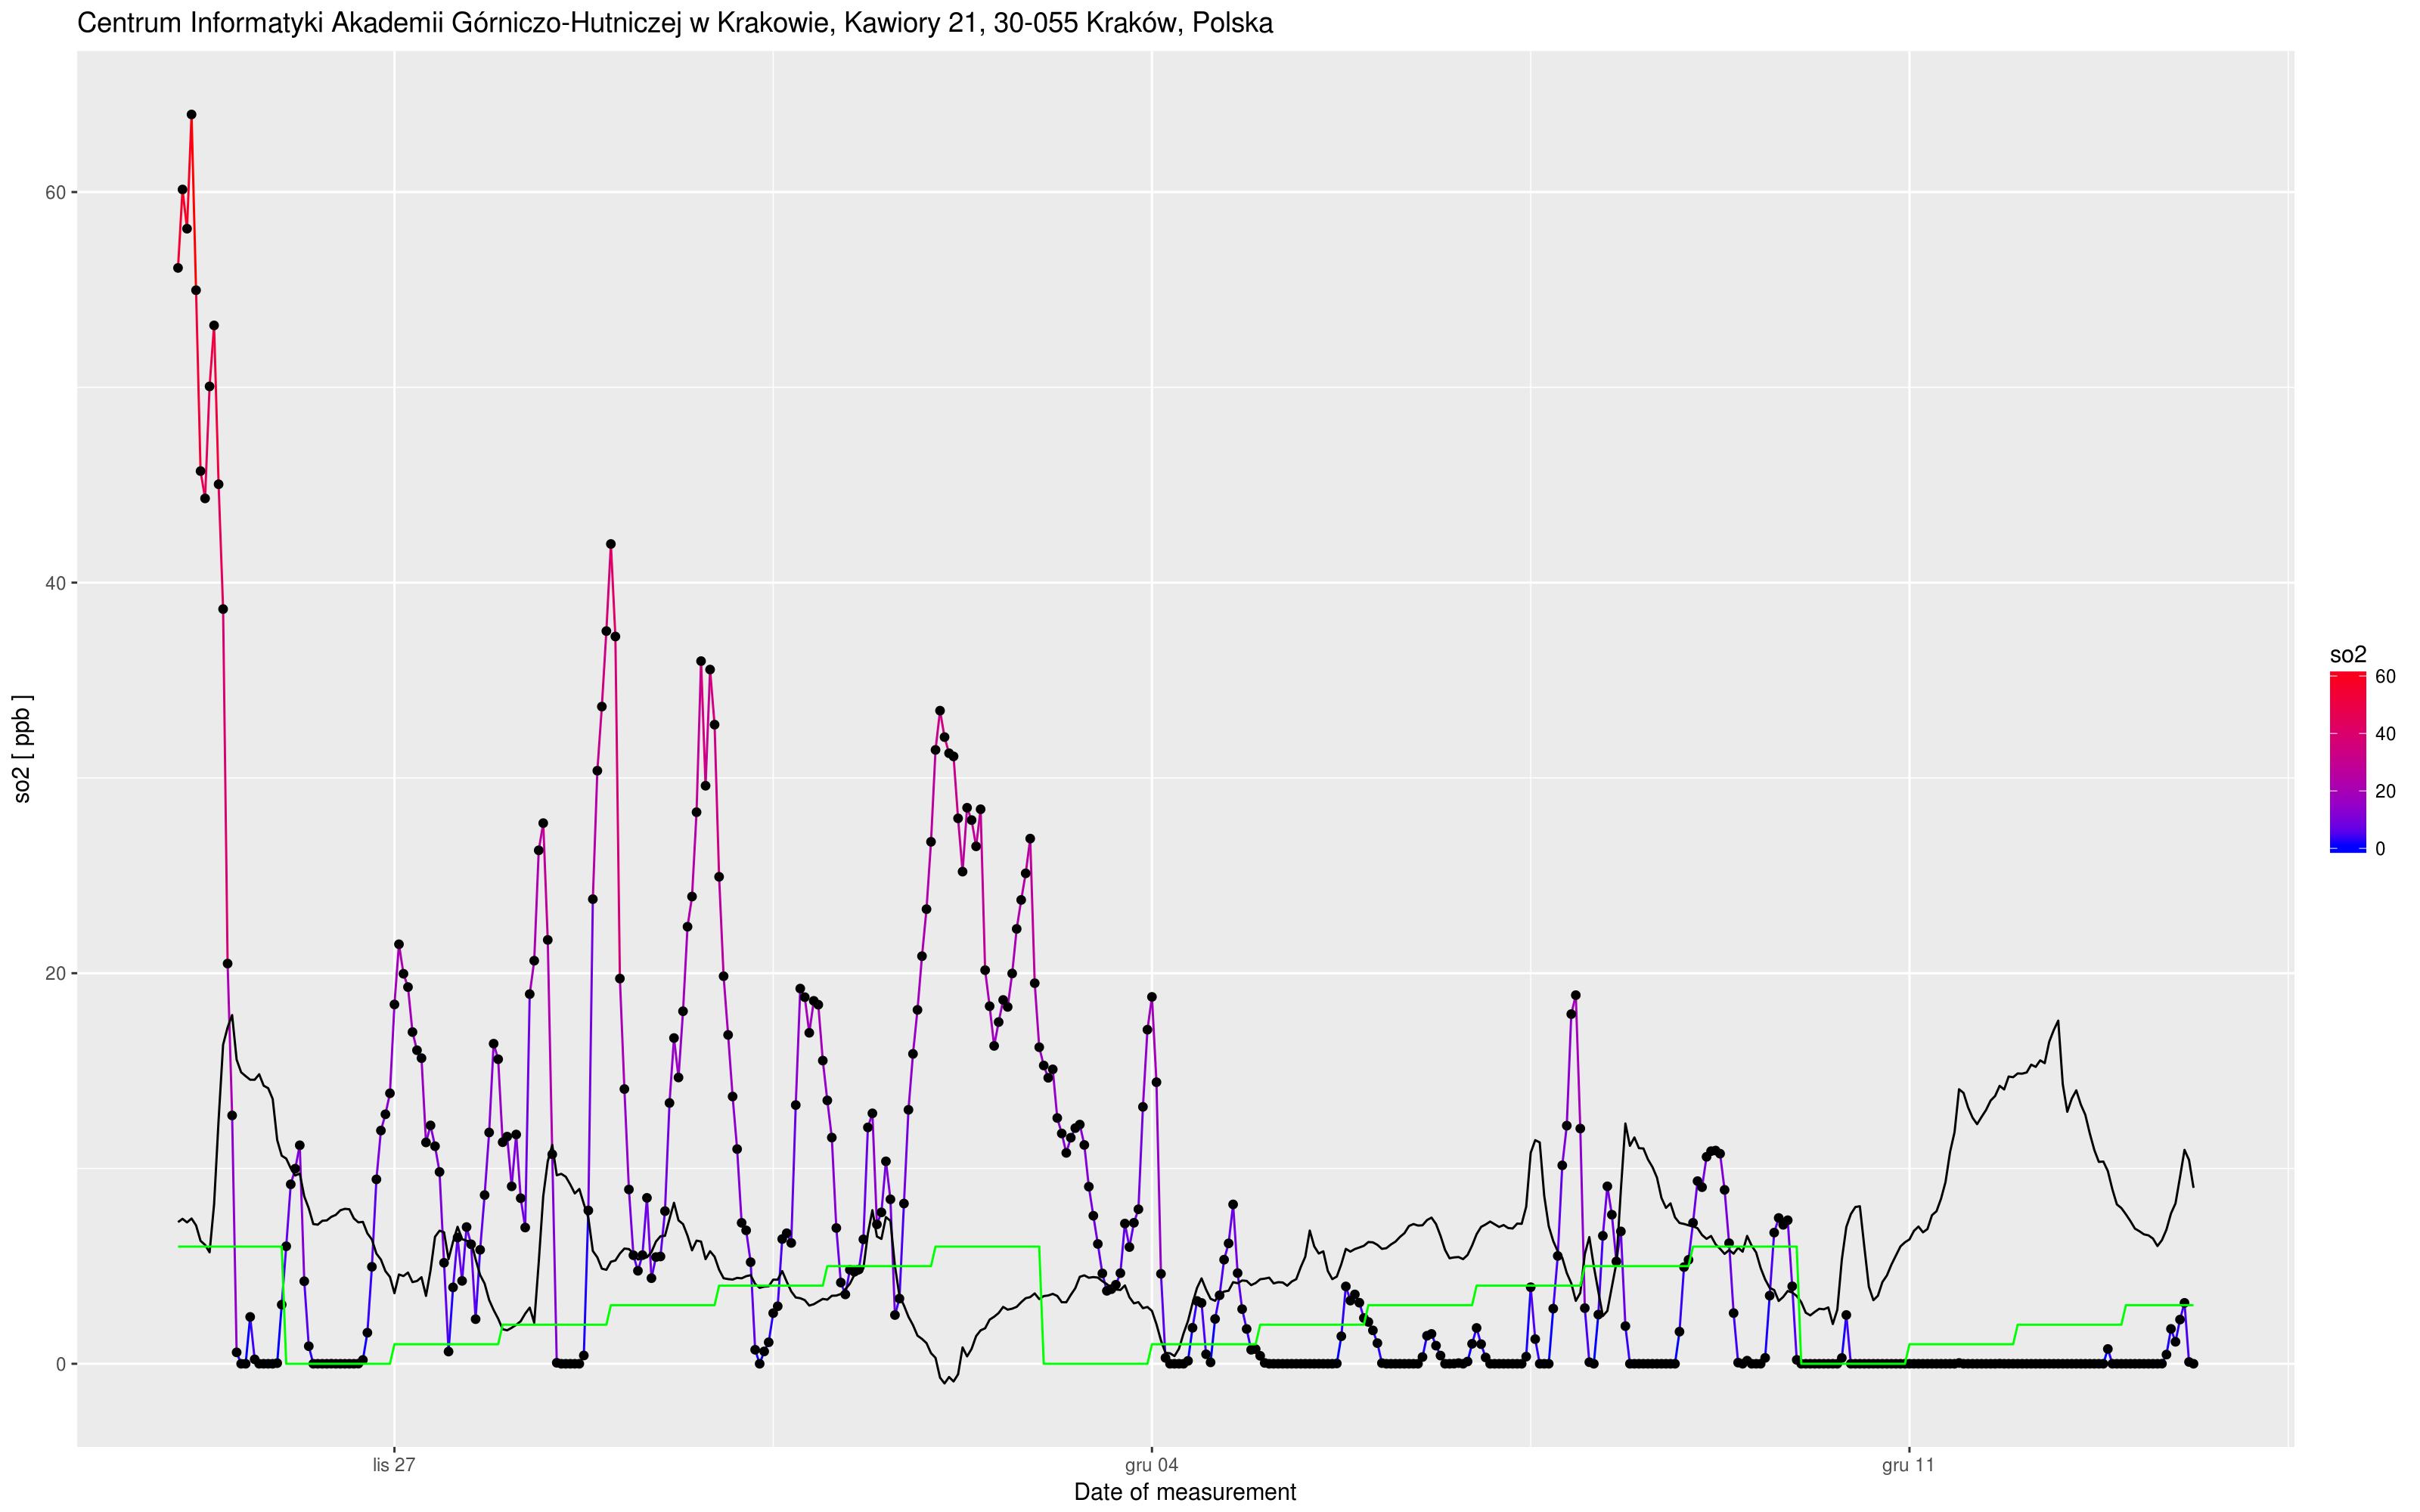 Centrum Informatyki Akademii Górniczo-Hutniczej w Krakowie, Kawiory 21, 30-055 Kraków, Polska
60
40
20
0
so2 [ ppb ]
lis 27
gru 04
gru 11
Date of measurement
so2
60
40
20
0